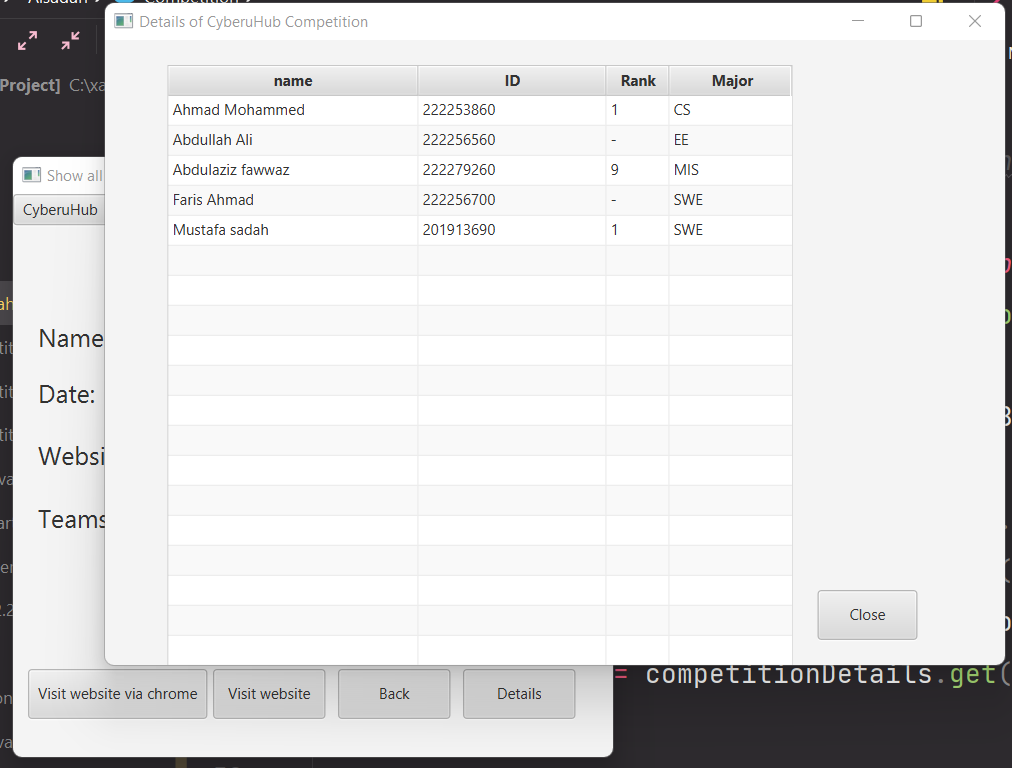 Details of CyberuHub Competition
Project] C:\xa
name ID Rank Major
Ahmad Mohammed 222253860 1 CS
Abdullah Ali 222256560 - EE
Abdulaziz fawwaz 222279260 9 MIS
Faris Ahmad 222256700 - SWE
Mustafa sadah 201913690 1 SWE
Show all
CyberuHub
Name
Date:
Websi
Teams
Close
= competitionDetails.get(
Visit website via chrome Visit website Back Details